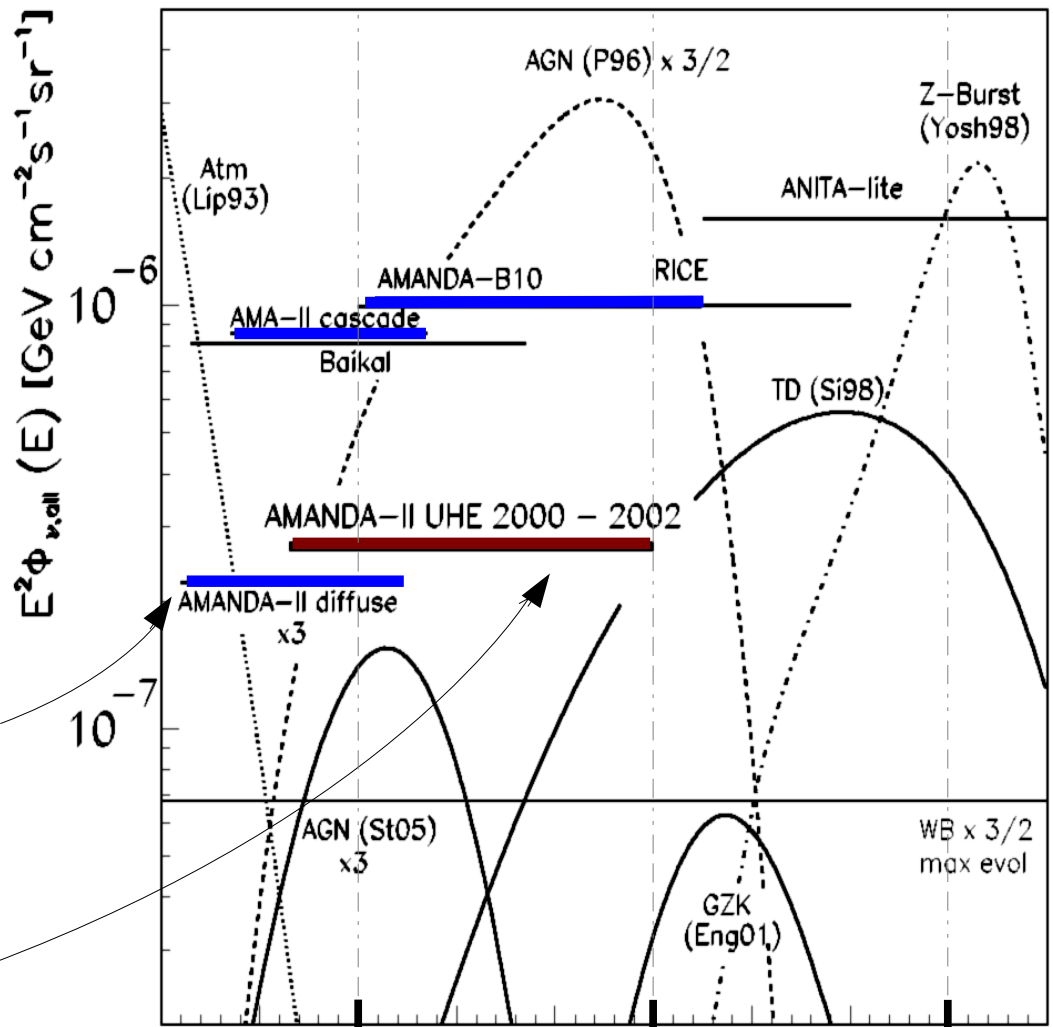 E²Φν,all (E) [GeV cm⁻²s⁻¹sr⁻¹]
AGN (P96) x 3/2
Z-Burst
(Yosh98)
Atm
(Lip93)
ANITA-lite
10⁻⁶
AMANDA-B10
RICE
AMA-II cascade
Baikal
TD (Si98)
AMANDA-II UHE 2000 - 2002
AMANDA-II diffuse
x3
10⁻⁷
AGN (St05)
x3
WB x 3/2
max evol
GZK
(Eng01)